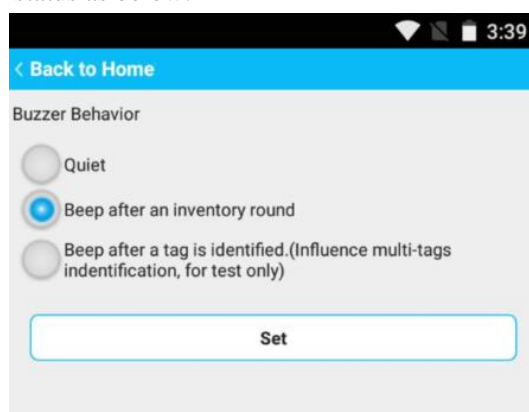 3:39
< Back to Home
Buzzer Behavior
Quiet
Beep after an inventory round
Beep after a tag is identified.(Influence multi-tags
indentification, for test only)
Set